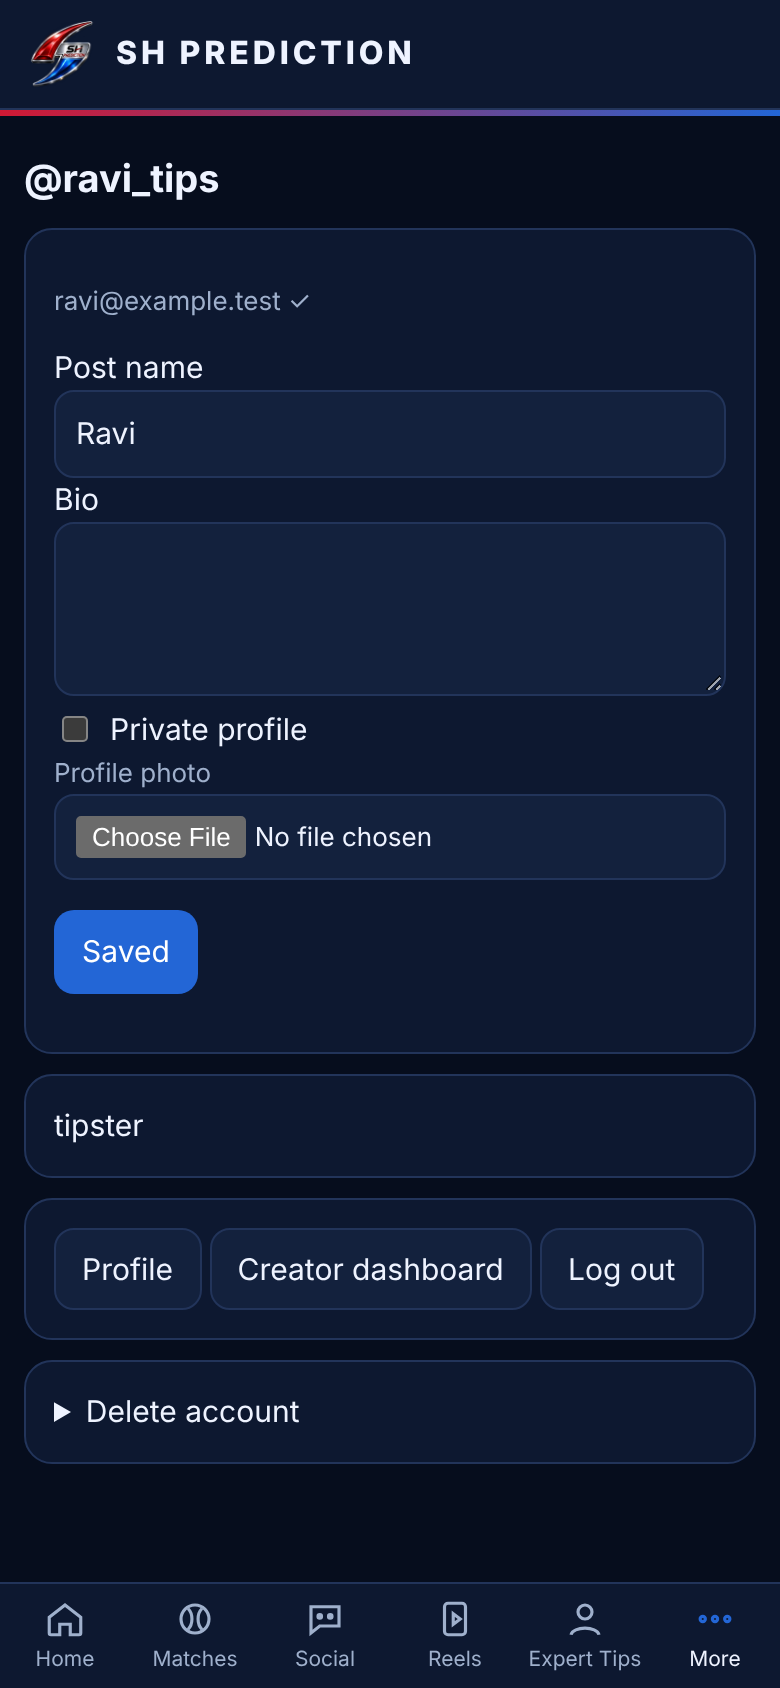 SH
SH PREDICTION
@ravi_tips
ravi@example.test ✓
Post name
Ravi
Bio
Private profile
Profile photo
Choose File No file chosen
Saved
tipster
Profile
Creator dashboard
Log out
Delete account
Home
Matches
Social
Reels
Expert Tips
More